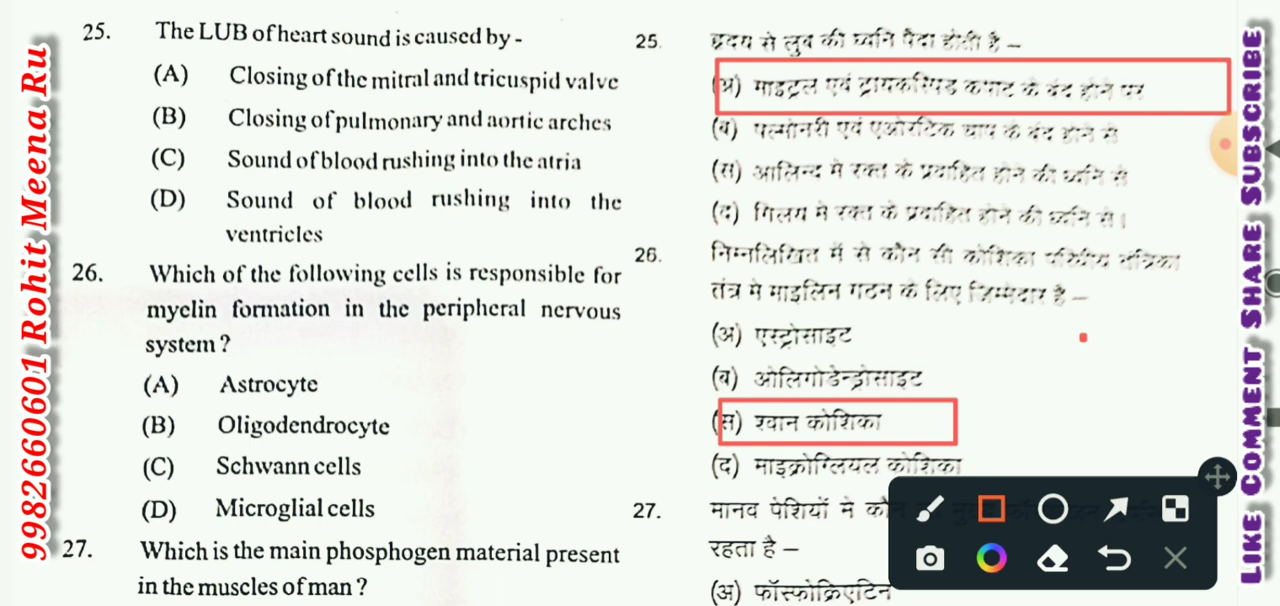 9982660601 Rohit Meena Ru
25. The LUB of heart sound is caused by -
(A) Closing of the mitral and tricuspid valve
(B) Closing of pulmonary and aortic arches
(C) Sound of blood rushing into the atria
(D) Sound of blood rushing into the
ventricles
26. Which of the following cells is responsible for
myelin formation in the peripheral nervous
system ?
(A) Astrocyte
(B) Oligodendrocyte
(C) Schwann cells
(D) Microglial cells
27. Which is the main phosphogen material present
in the muscles of man ?
25. हृदय से लुब की ध्वनि पैदा होती है –
(अ) माइट्रल एवं ट्रायकस्पिड कपाट के बंद होने पर
(ब) पल्मोनरी एवं एओरटिक चाप के बंद होने से
(स) आलिन्द मे रक्त के प्रवाहित होने की ध्वनि से
(द) निलय मे रक्त के प्रवाहित होने की ध्वनि से।
26. निम्नलिखित में से कौन सी कोशिका परिधीय तंत्रिका
तंत्र मे माइलिन गठन के लिए जिम्मेदार है –
(अ) एस्ट्रोसाइट
(ब) ओलिगोडेन्ड्रोसाइट
(स) श्वान कोशिका
(द) माइक्रोग्लियल कोशिका
27. मानव पेशियों मे
रहता है –
(अ) फॉस्फोक्रिएटिन
LIKE COMMENT SHARE SUBSCRIBE